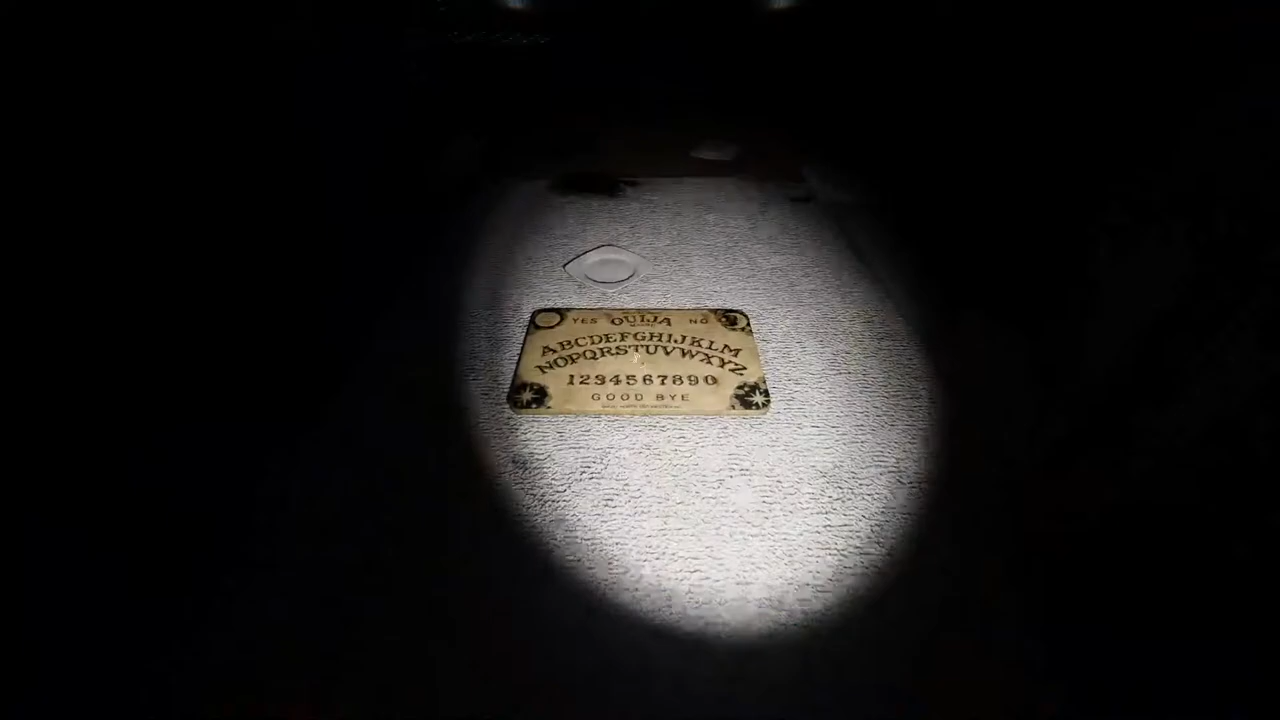 YES OUIJA NO
ABCDEFGHIJKLM
NOPQRSTUVWXYZ
1234567890
GOOD BYE